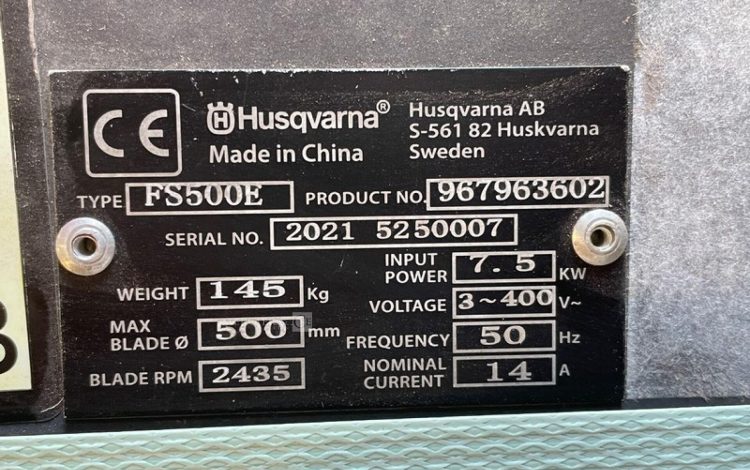 CE
Husqvarna®
Made in China
Husqvarna AB
S-561 82 Huskvarna
Sweden
TYPE FS500E PRODUCT NO. 967963602
SERIAL NO. 2021 5250007
WEIGHT 145 Kg
MAX
BLADE Ø 500 mm
BLADE RPM 2435
INPUT
POWER 7.5 KW
VOLTAGE 3~400 V~
FREQUENCY 50 Hz
NOMINAL
CURRENT 14 A